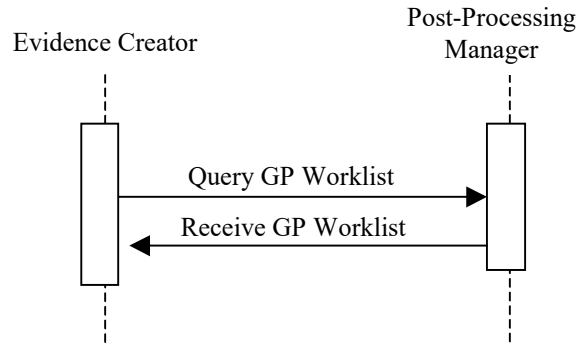 Evidence Creator
Post-Processing
Manager
Query GP Worklist
Receive GP Worklist